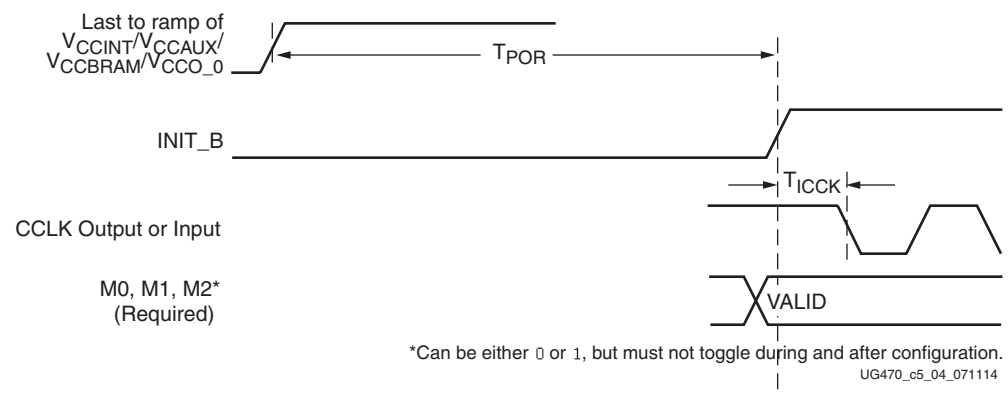 Last to ramp of
VCCINT/VCCAUX/
VCCBRAM/VCCO_0
TPOR
INIT_B
TICCK
CCLK Output or Input
M0, M1, M2*
(Required)
VALID
*Can be either 0 or 1, but must not toggle during and after configuration.
UG470_c5_04_071114